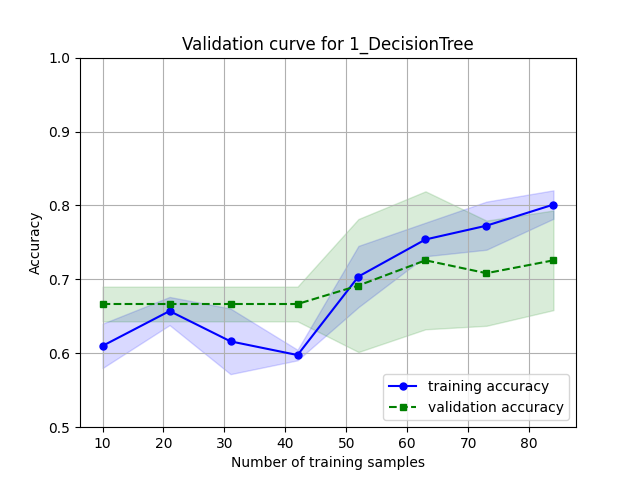 Validation curve for 1_DecisionTree
1.0
0.9
0.8
0.7
0.6
0.5
Accuracy
training accuracy
validation accuracy
10 20 30 40 50 60 70 80
Number of training samples